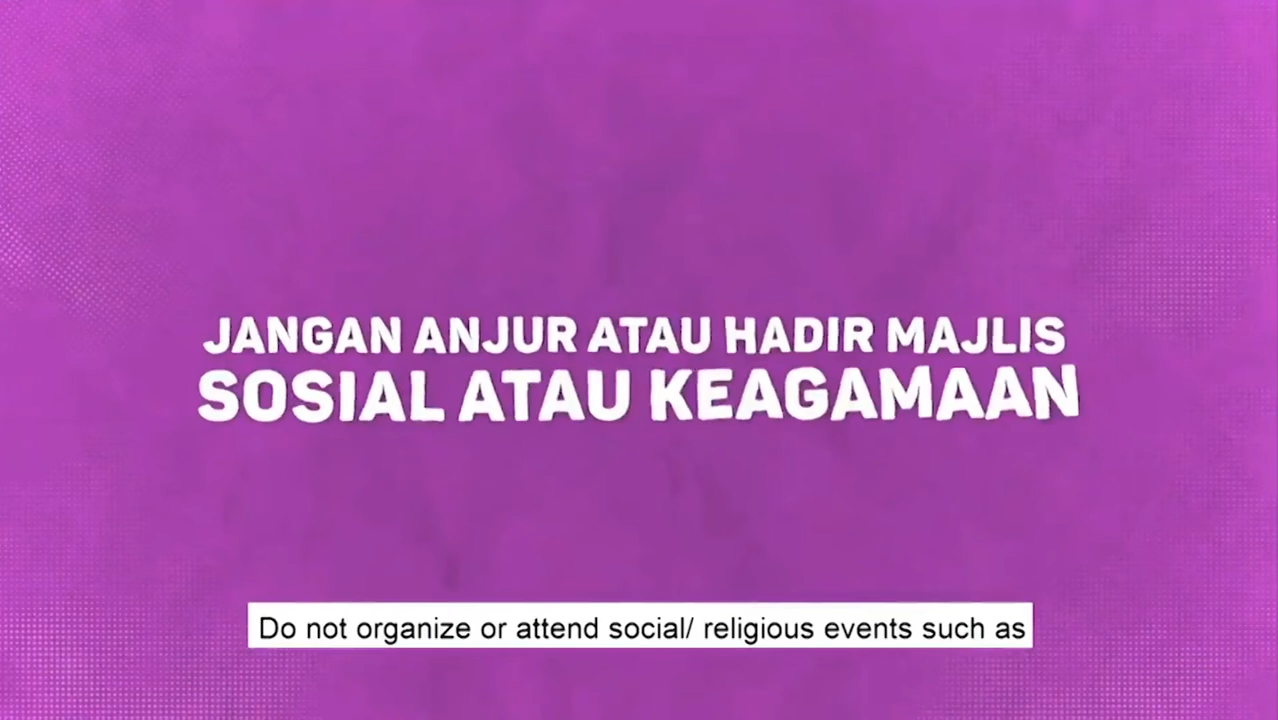 JANGAN ANJUR ATAU HADIR MAJLIS
SOSIAL ATAU KEAGAMAAN
Do not organize or attend social/ religious events such as